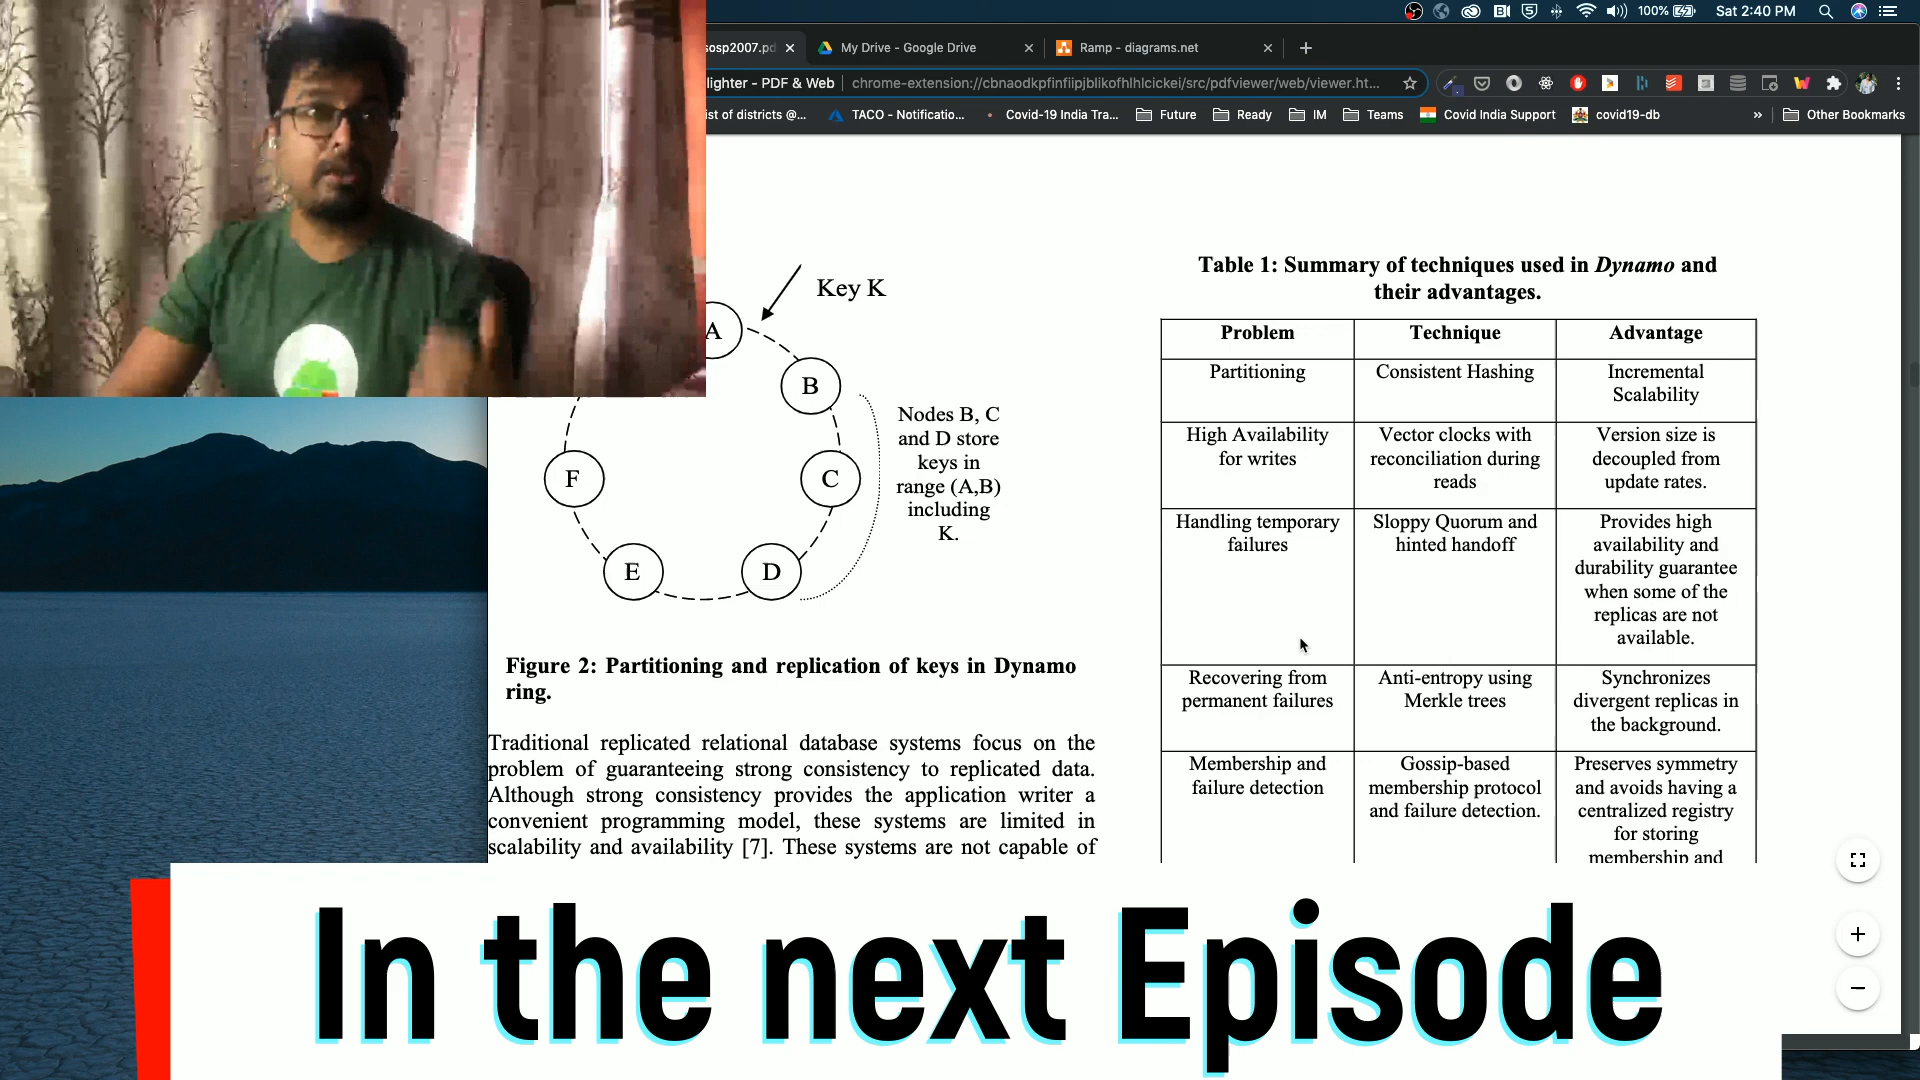 100%
Sat 2:40 PM
sosp2007.pd
My Drive - Google Drive
Ramp - diagrams.net
lighter - PDF & Web
chrome-extension://cbnaodkpfinfiipjblikofhlhlcickei/src/pdfviewer/web/viewer.ht...
ist of districts @...
TACO - Notificatio...
Covid-19 India Tra...
Future
Ready
IM
Teams
Covid India Support
covid19-db
»
Other Bookmarks
Key K
A
B
C
D
E
F
Nodes B, C
and D store
keys in
range (A,B)
including
K.
Figure 2: Partitioning and replication of keys in Dynamo
ring.
Traditional replicated relational database systems focus on the
problem of guaranteeing strong consistency to replicated data.
Although strong consistency provides the application writer a
convenient programming model, these systems are limited in
scalability and availability [7]. These systems are not capable of
Table 1: Summary of techniques used in Dynamo and
their advantages.
Problem
Technique
Advantage
Partitioning
Consistent Hashing
Incremental
Scalability
High Availability
for writes
Vector clocks with
reconciliation during
reads
Version size is
decoupled from
update rates.
Handling temporary
failures
Sloppy Quorum and
hinted handoff
Provides high
availability and
durability guarantee
when some of the
replicas are not
available.
Recovering from
permanent failures
Anti-entropy using
Merkle trees
Synchronizes
divergent replicas in
the background.
Membership and
failure detection
Gossip-based
membership protocol
and failure detection.
Preserves symmetry
and avoids having a
centralized registry
for storing
membership and
In the next Episode